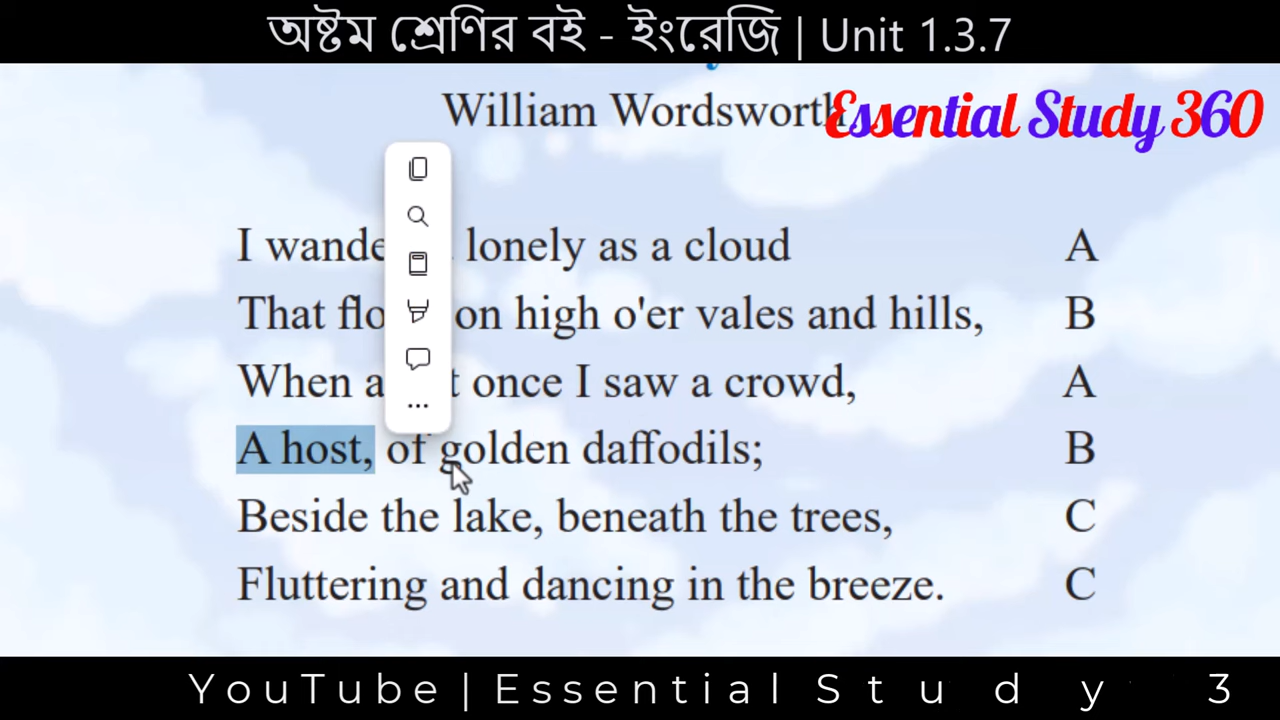 অষ্টম শ্রেণির বই - ইংরেজি | Unit 1.3.7
William Wordsworth
Essential Study 360
I wande lonely as a cloud A
That flo on high o'er vales and hills, B
When a t once I saw a crowd, A
A host, of golden daffodils; B
Beside the lake, beneath the trees, C
Fluttering and dancing in the breeze. C
YouTube|Essential Study 3